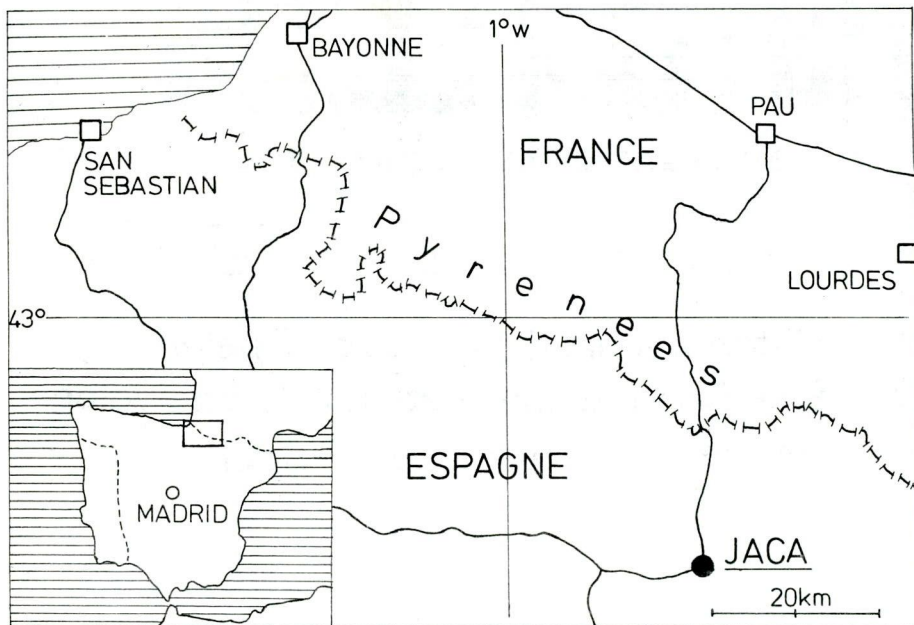 1° W
BAYONNE
PAU
FRANCE
SAN
SEBASTIAN
Pyrenees
LOURDES
43°
ESPAGNE
MADRID
JACA
20km